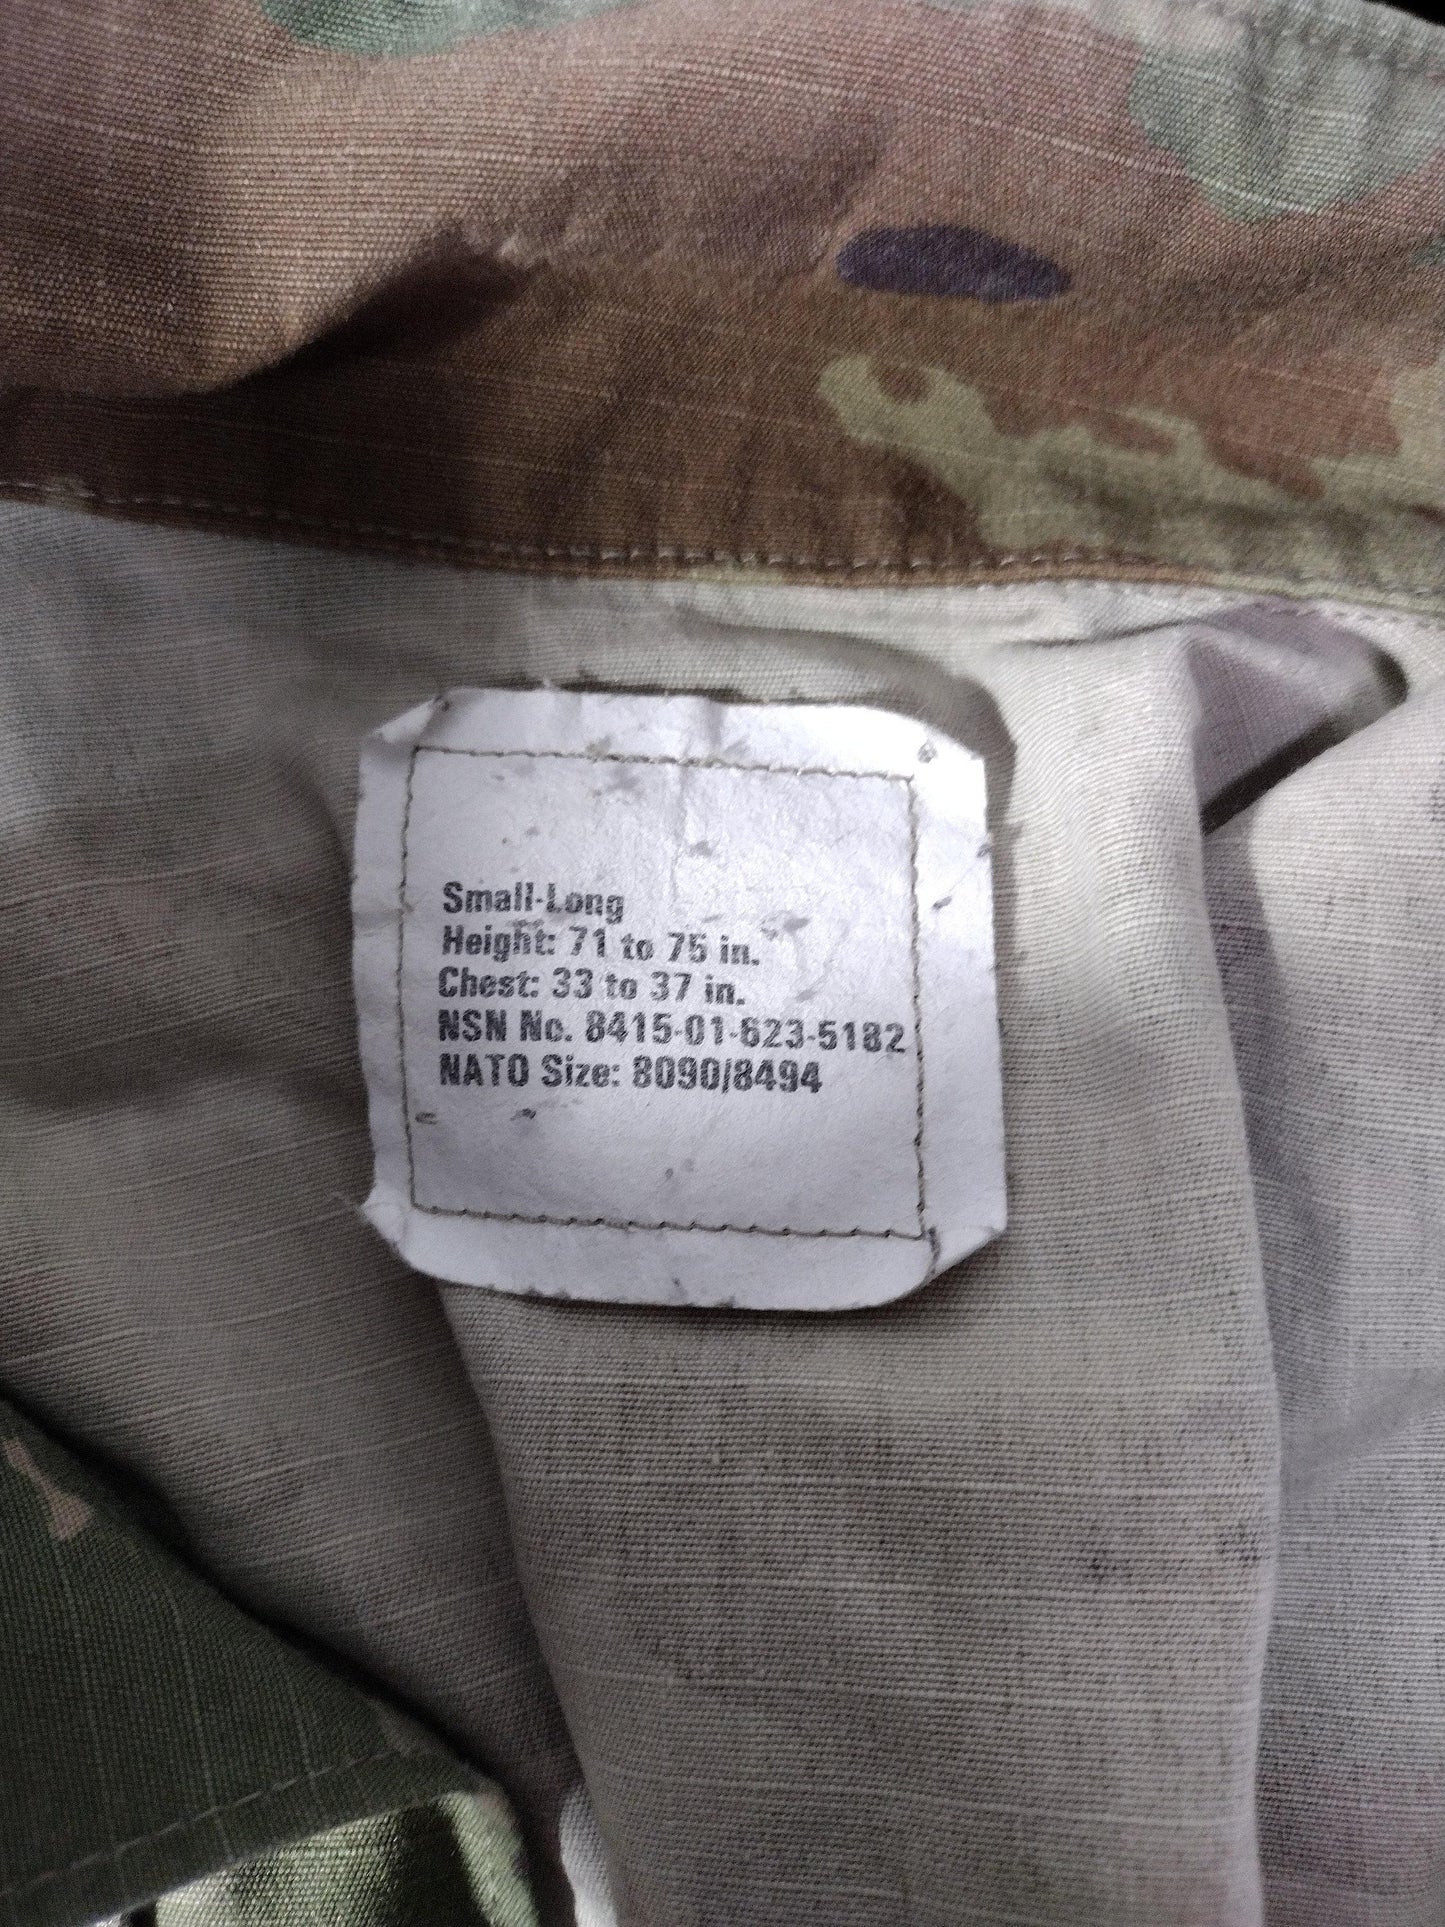 Small-Long
Height: 71 to 75 in.
Chest: 33 to 37 in.
NSN No. 8415-01-623-5182
NATO Size: 8090/8494